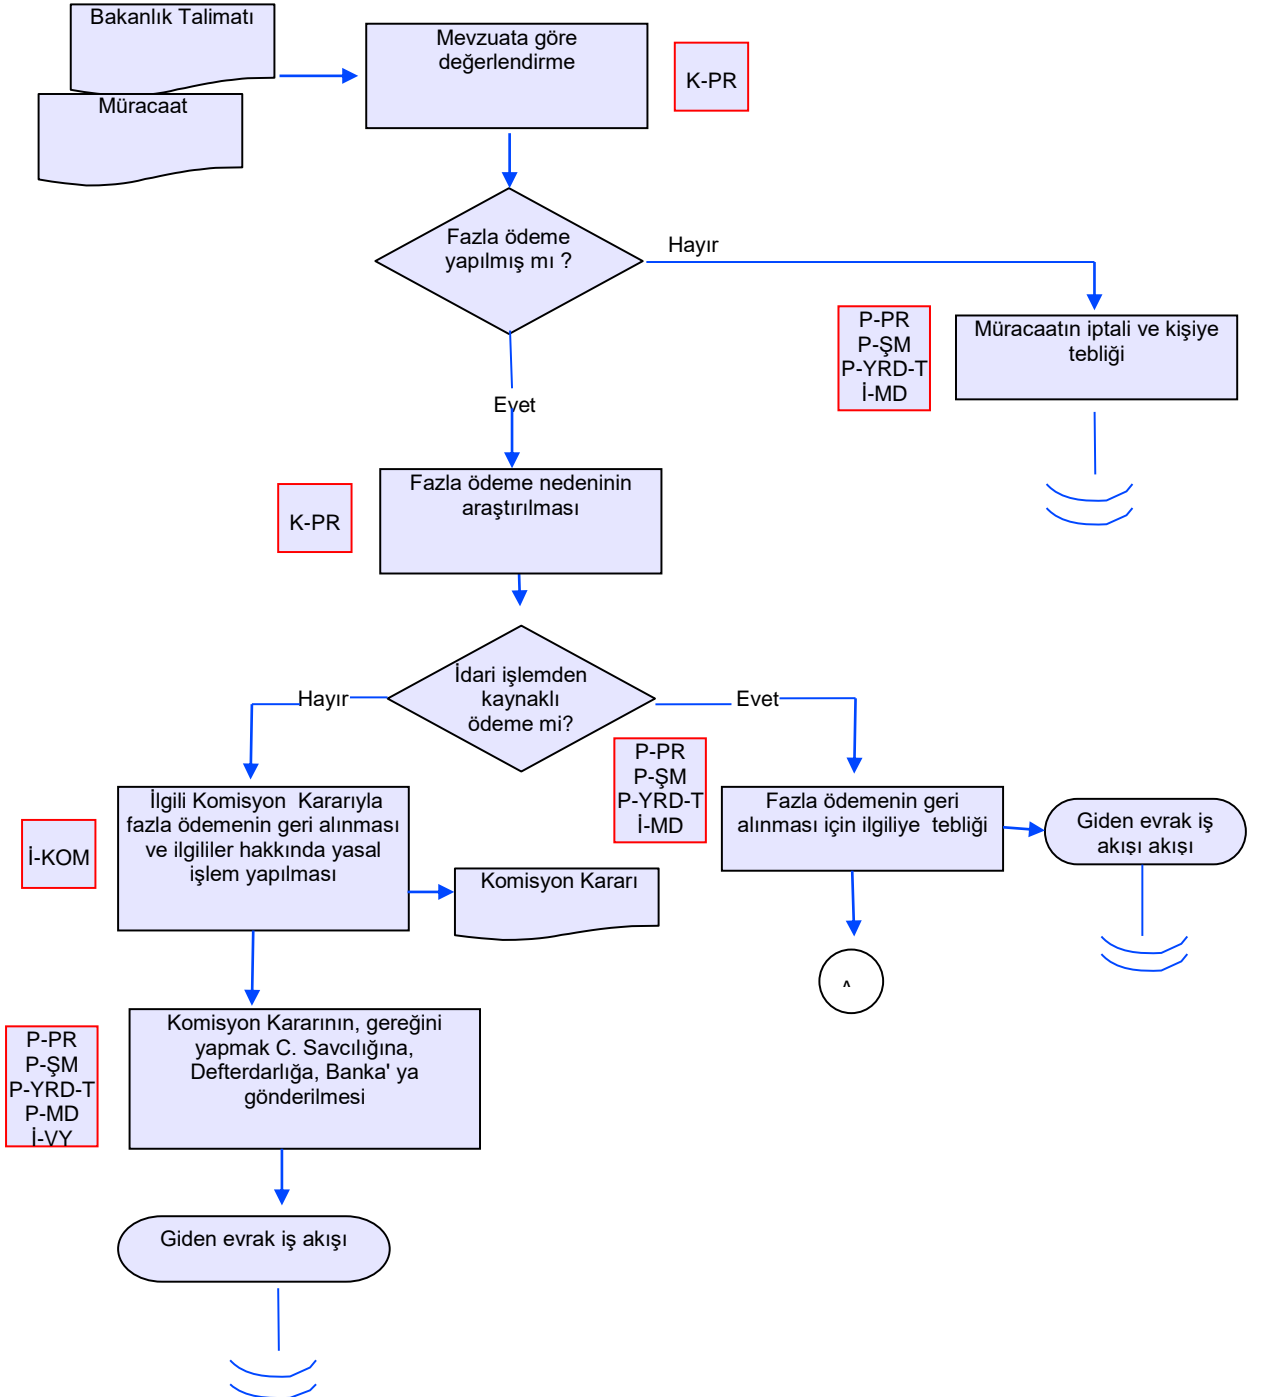 Bakanlık Talimatı
Müracaat
Mevzuata göre
değerlendirme
K-PR
Fazla ödeme
yapılmış mı ?
Hayır
P-PR
P-ŞM
P-YRD-T
İ-MD
Müracaatın iptali ve kişiye
tebliği
Evet
Fazla ödeme nedeninin
araştırılması
K-PR
İdari işlemden
kaynaklı
ödeme mi?
Hayır
Evet
P-PR
P-ŞM
P-YRD-T
İ-MD
İlgili Komisyon  Kararıyla
fazla ödemenin geri alınması
ve ilgililer hakkında yasal
işlem yapılması
İ-KOM
Komisyon Kararı
Fazla ödemenin geri
alınması için ilgiliye  tebliği
Giden evrak iş
akışı akışı
A
Komisyon Kararının, gereğini
yapmak C. Savcılığına,
Defterdarlığa, Banka' ya
gönderilmesi
P-PR
P-ŞM
P-YRD-T
P-MD
İ-VY
Giden evrak iş akışı